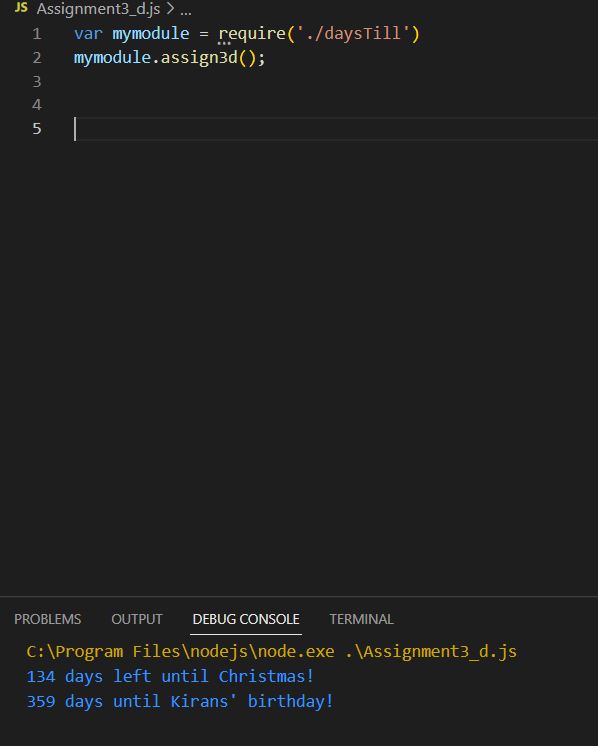 JS Assignment3_d.js > ...
1 var mymodule = require('./daysTill')
2 mymodule.assign3d();
3
4
5
PROBLEMS OUTPUT DEBUG CONSOLE TERMINAL
C:\Program Files\nodejs\node.exe .\Assignment3_d.js
134 days left until Christmas!
359 days until Kirans' birthday!